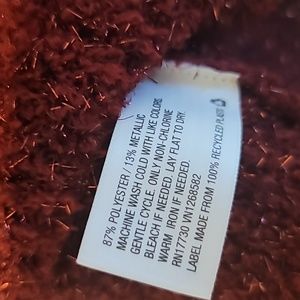 87% POLYESTER / 13% METALLIC
MACHINE WASH COLD WITH LIKE COLORS
GENTLE CYCLE. ONLY NON-CHLORINE
BLEACH IF NEEDED. LAY FLAT TO DRY.
WARM IRON IF NEEDED.
RN17730 VN1268582
LABEL MADE FROM 100% RECYCLED PLASTIC